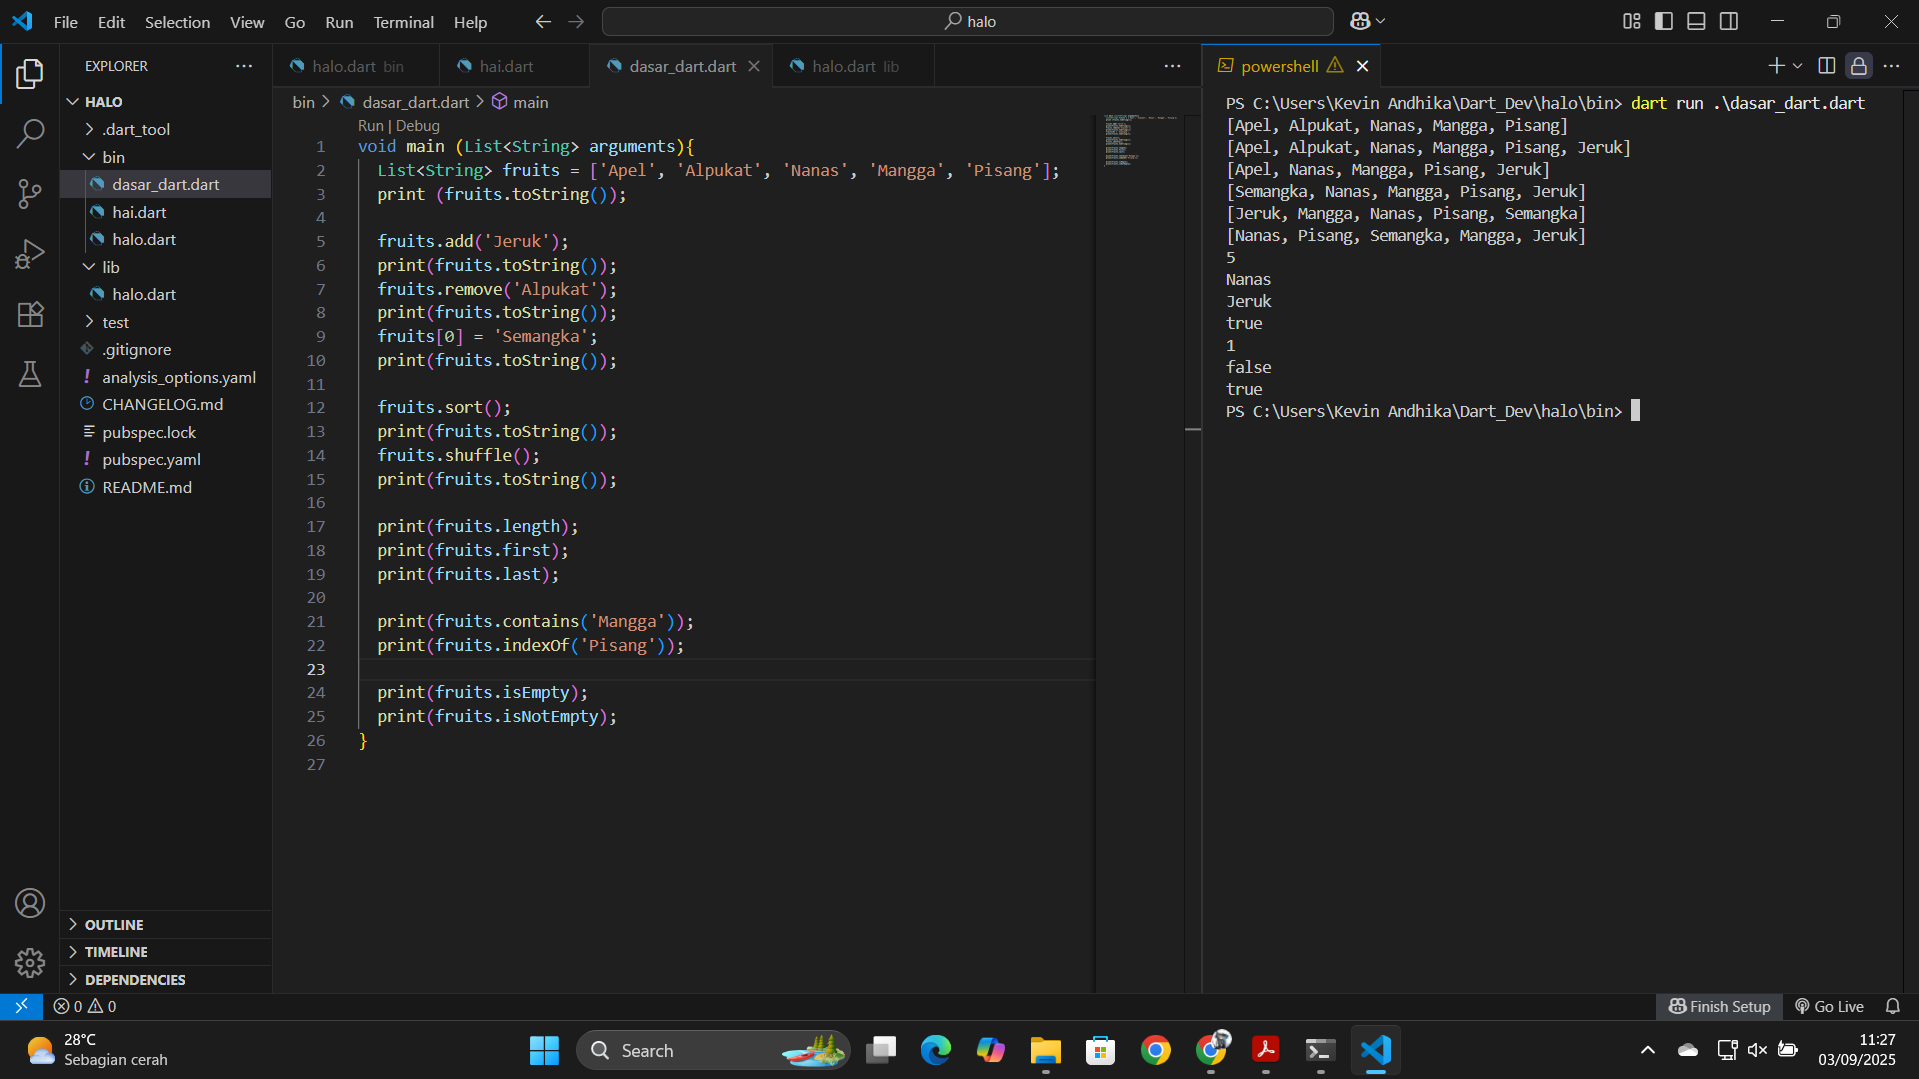 File Edit Selection View Go Run Terminal Help
halo
EXPLORER
HALO
.dart_tool
bin
dasar_dart.dart
hai.dart
halo.dart
lib
halo.dart
test
.gitignore
! analysis_options.yaml
CHANGELOG.md
pubspec.lock
! pubspec.yaml
README.md
OUTLINE
TIMELINE
DEPENDENCIES
halo.dart bin
hai.dart
dasar_dart.dart
halo.dart lib
bin > dasar_dart.dart > main
Run | Debug
1 void main (List<String> arguments){
2 List<String> fruits = ['Apel', 'Alpukat', 'Nanas', 'Mangga', 'Pisang'];
3 print (fruits.toString());
4
5 fruits.add('Jeruk');
6 print(fruits.toString());
7 fruits.remove('Alpukat');
8 print(fruits.toString());
9 fruits[0] = 'Semangka';
10 print(fruits.toString());
11
12 fruits.sort();
13 print(fruits.toString());
14 fruits.shuffle();
15 print(fruits.toString());
16
17 print(fruits.length);
18 print(fruits.first);
19 print(fruits.last);
20
21 print(fruits.contains('Mangga'));
22 print(fruits.indexOf('Pisang'));
23
24 print(fruits.isEmpty);
25 print(fruits.isNotEmpty);
26 }
27
powershell
PS C:\Users\Kevin Andhika\Dart_Dev\halo\bin> dart run .\dasar_dart.dart
[Apel, Alpukat, Nanas, Mangga, Pisang]
[Apel, Alpukat, Nanas, Mangga, Pisang, Jeruk]
[Apel, Nanas, Mangga, Pisang, Jeruk]
[Semangka, Nanas, Mangga, Pisang, Jeruk]
[Jeruk, Mangga, Nanas, Pisang, Semangka]
[Nanas, Pisang, Semangka, Mangga, Jeruk]
5
Nanas
Jeruk
true
1
false
true
PS C:\Users\Kevin Andhika\Dart_Dev\halo\bin>
0 0
Finish Setup
Go Live
28°C
Sebagian cerah
Search
11:27
03/09/2025